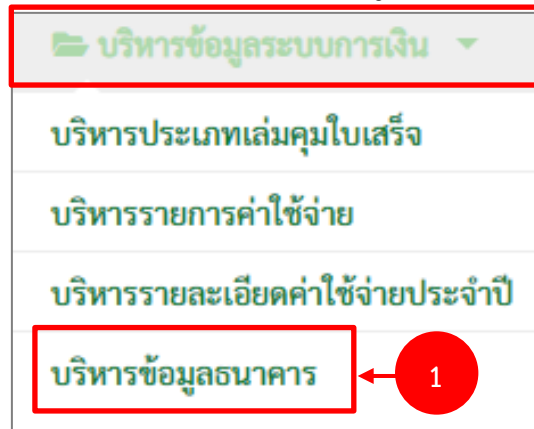 บริหารข้อมูลระบบการเงิน
บริหารประเภทเล่มคุมใบเสร็จ
บริหารรายการค่าใช้จ่าย
บริหารรายละเอียดค่าใช้จ่ายประจำปี
บริหารข้อมูลธนาคาร 1